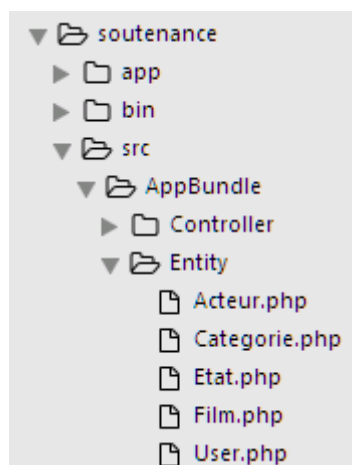 soutenance
app
bin
src
AppBundle
Controller
Entity
Acteur.php
Categorie.php
Etat.php
Film.php
User.php